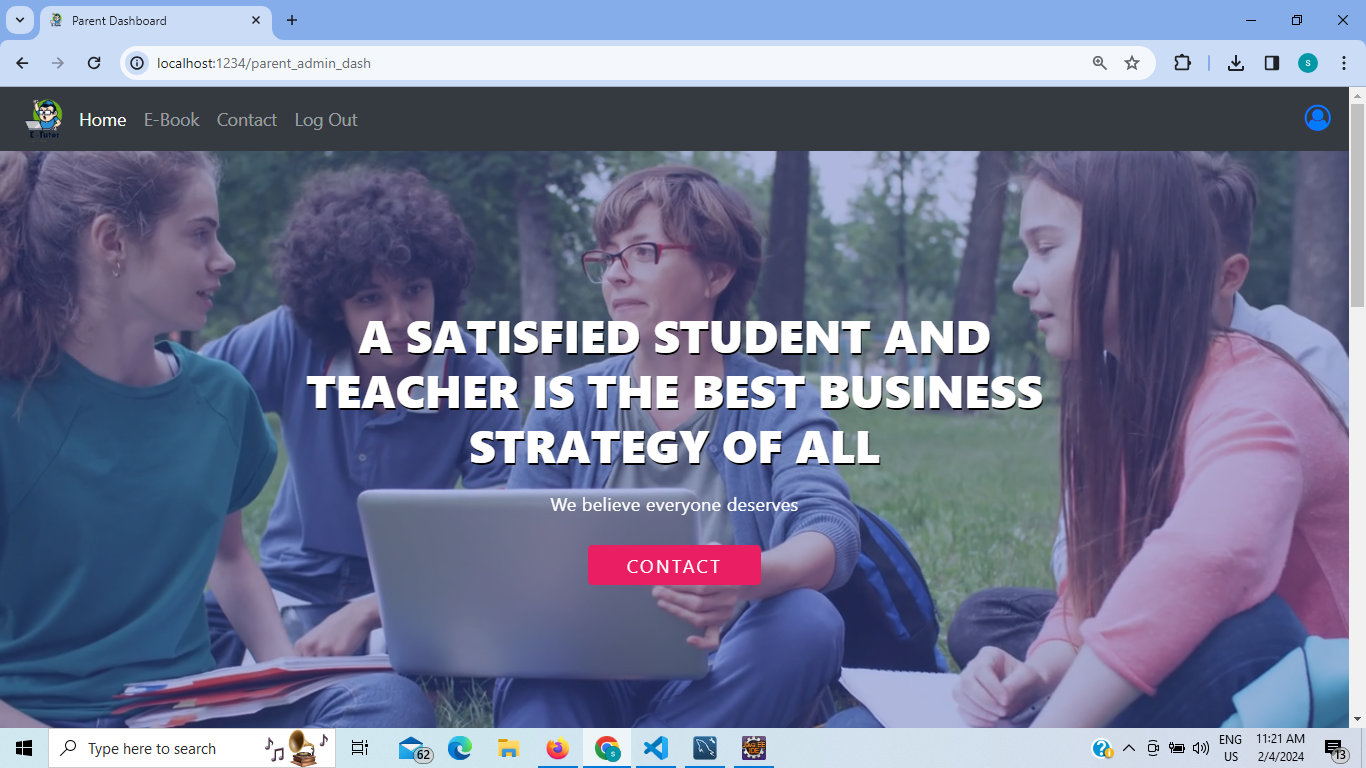 Parent Dashboard
localhost:1234/parent_admin_dash
s
E-Tutor
Home E-Book Contact Log Out
A SATISFIED STUDENT AND
TEACHER IS THE BEST BUSINESS
STRATEGY OF ALL
We believe everyone deserves
CONTACT
Type here to search
62
S
ENG
US
11:21 AM
2/4/2024
13